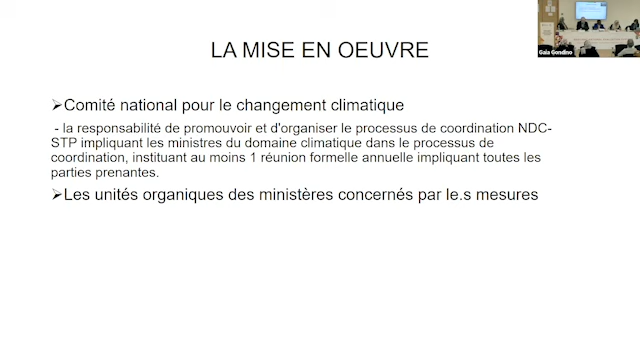 LA MISE EN OEUVRE
➢Comité national pour le changement climatique
- la responsabilité de promouvoir et d'organiser le processus de coordination NDC-
STP impliquant les ministres du domaine climatique dans le processus de
coordination, instituant au moins 1 réunion formelle annuelle impliquant toutes les
parties prenantes.
➢Les unités organiques des ministères concernés par le.s mesures
Gaia Gondino